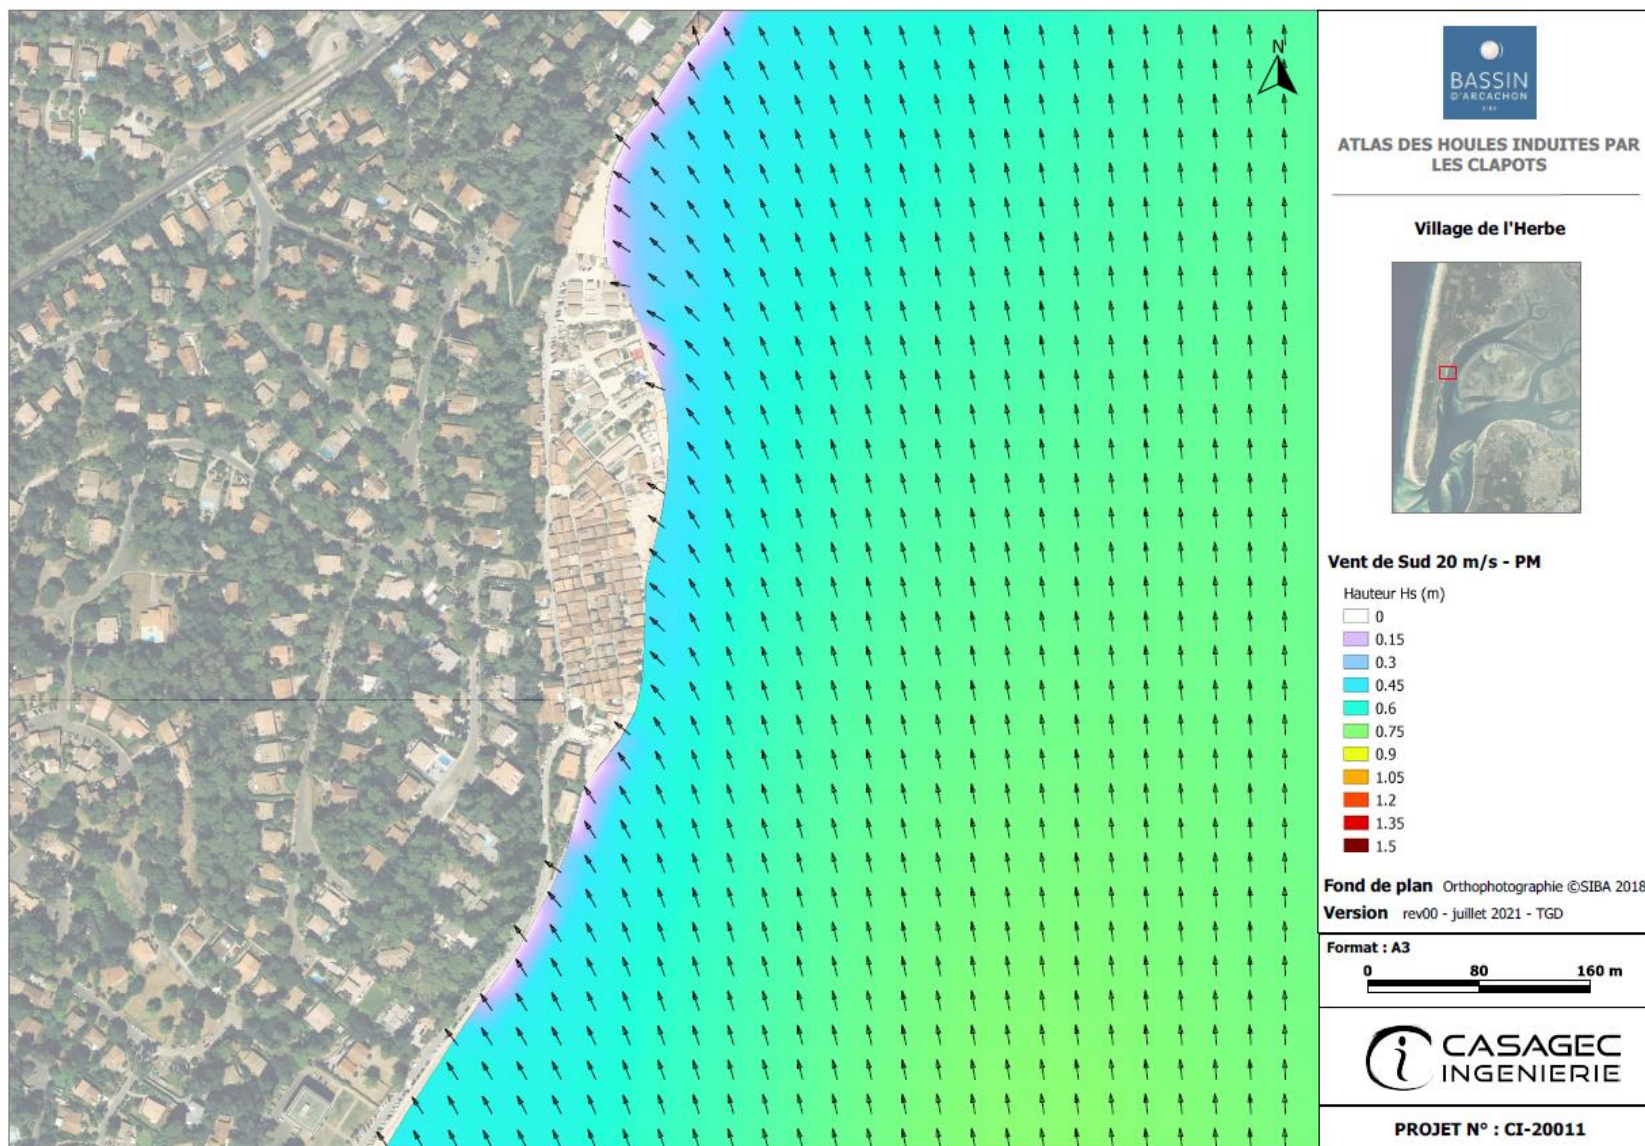 N
BASSIN
D'ARCACHON
ATLAS DES HOULES INDUITES PAR
LES CLAPOTS
Village de l'Herbe
Vent de Sud 20 m/s - PM
Hauteur Hs (m)
0
0.15
0.3
0.45
0.6
0.75
0.9
1.05
1.2
1.35
1.5
Fond de plan Orthophotographie ©SIBA 2018
Version rev00 - juillet 2021 - TGD
Format : A3
0 80 160 m
CASAGEC
INGENIERIE
PROJET N° : CI-20011